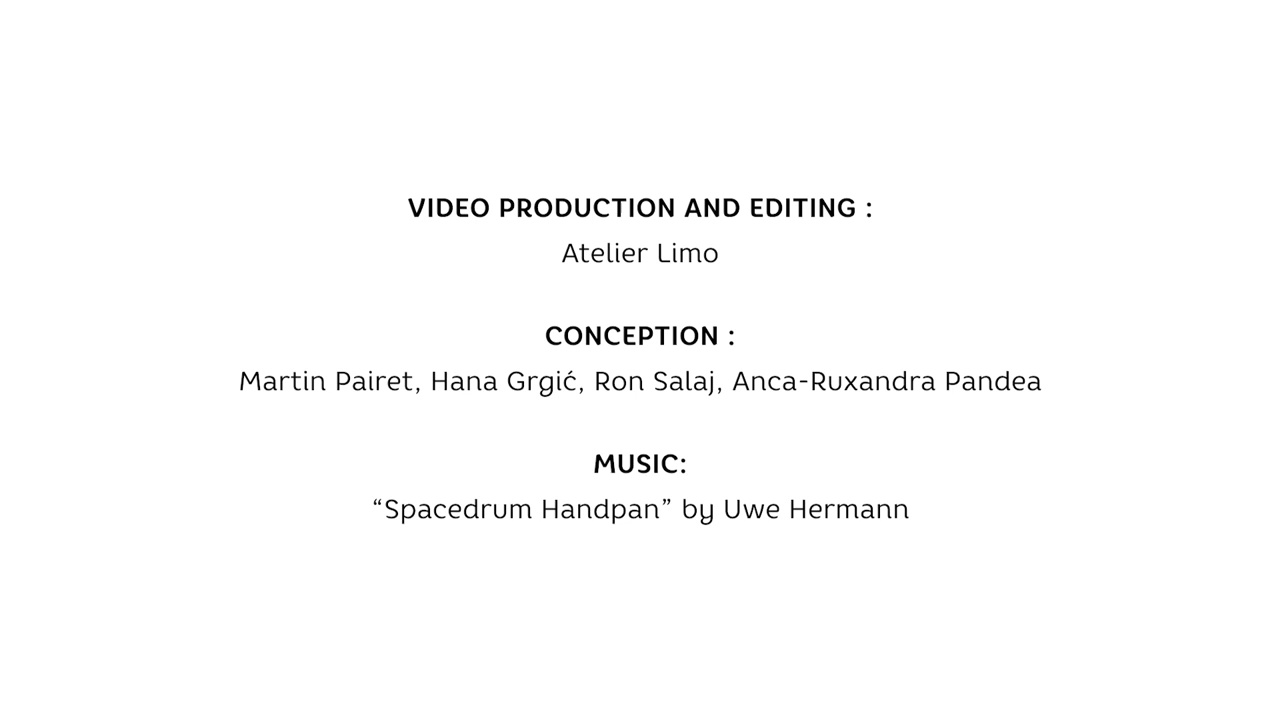 VIDEO PRODUCTION AND EDITING :
Atelier Limo
CONCEPTION :
Martin Pairet, Hana Grgić, Ron Salaj, Anca-Ruxandra Pandea
MUSIC:
“Spacedrum Handpan” by Uwe Hermann